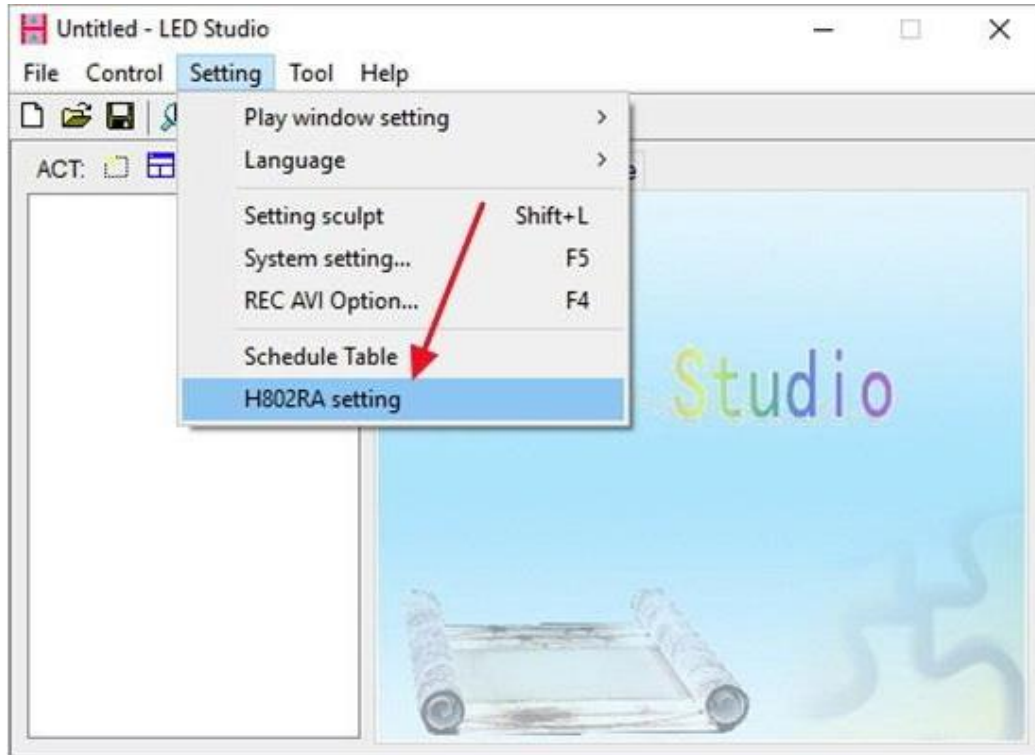 Untitled - LED Studio
File Control Setting Tool Help
Play window setting
Language
ACT:
Setting sculpt Shift+L
System setting... F5
REC AVI Option... F4
Schedule Table
H802RA setting
Studio